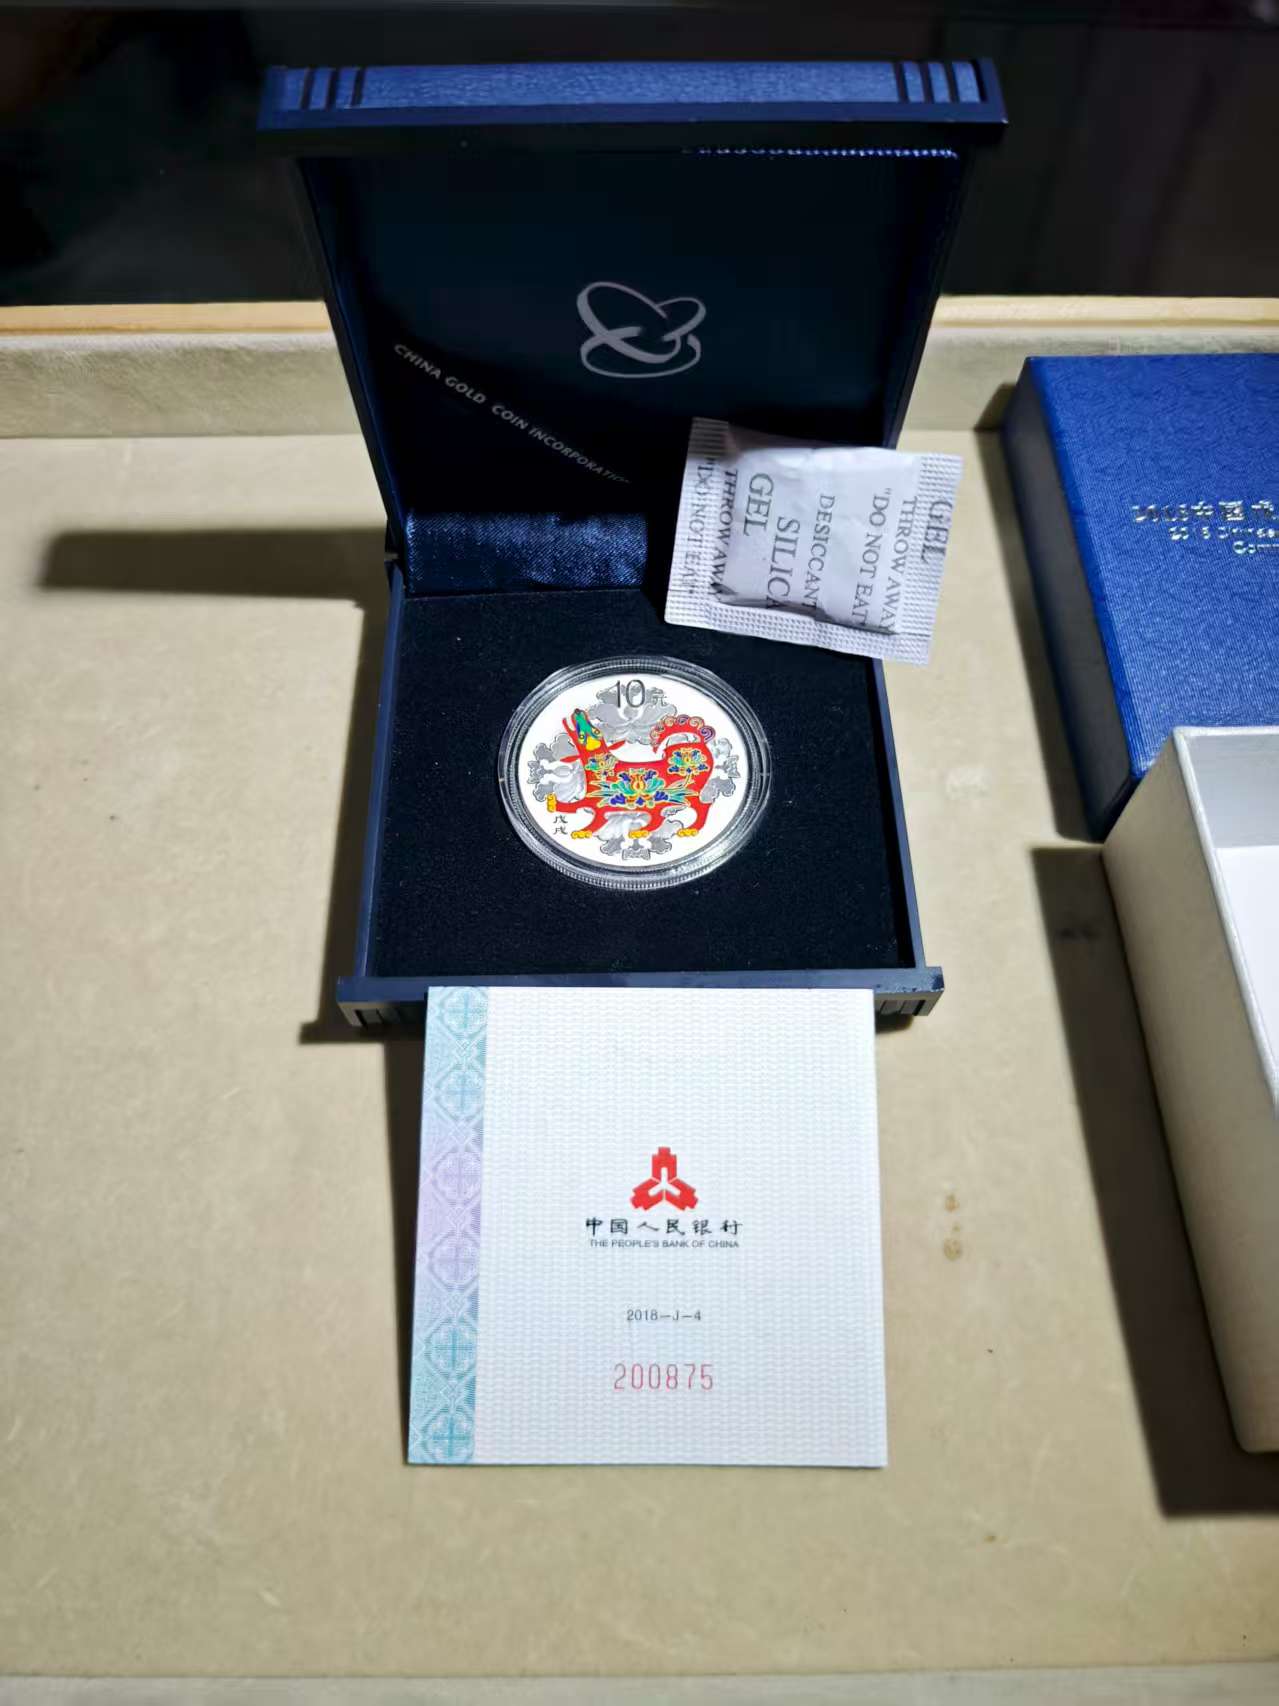 CHINA GOLD COIN INCORPORATION
GEL
THROW AWAY
"DO NOT EAT"
DESICCANT
SILICA
GEL
THROW AWAY
"DO NOT EAT"
10元
戊
戌
中国人民银行
THE PEOPLE'S BANK OF CHINA
2018-J-4
200875